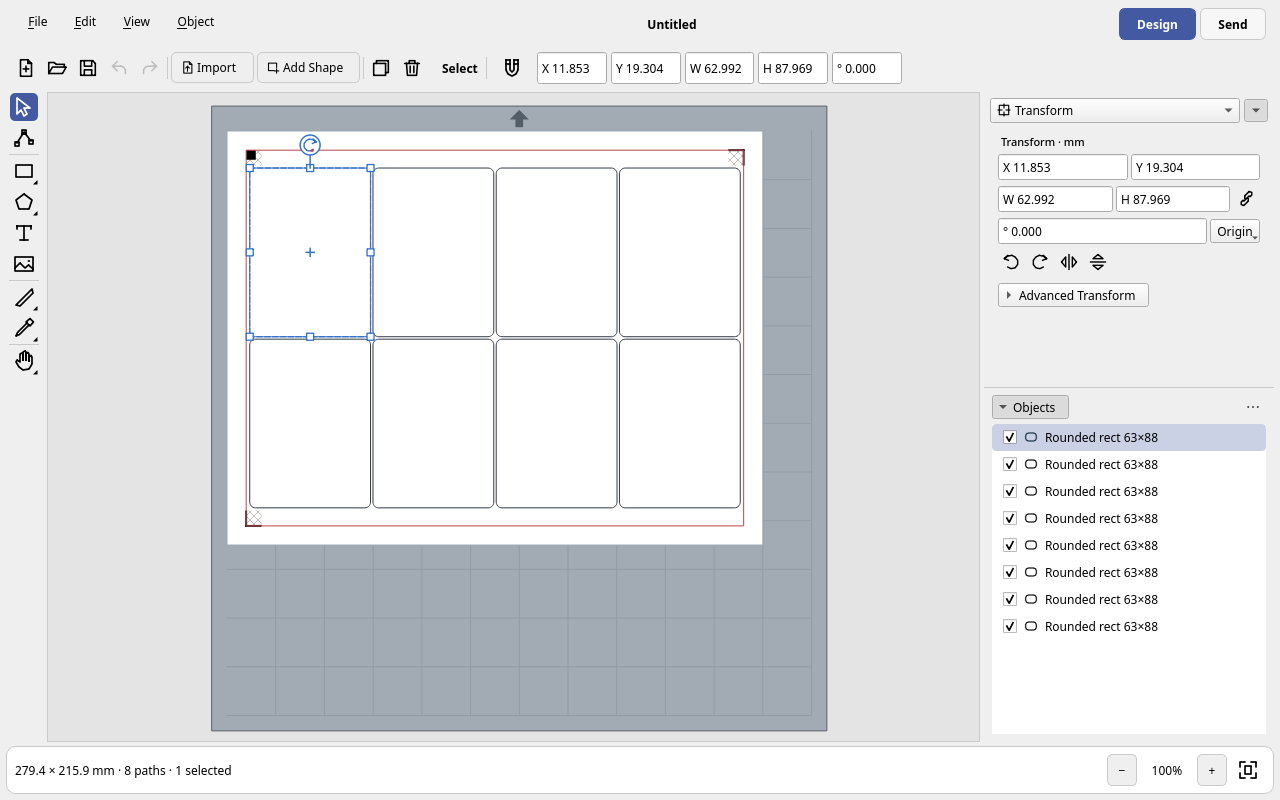 File Edit View Object
Untitled
Design Send
Import Add Shape Select X 11.853 Y 19.304 W 62.992 H 87.969 ° 0.000
Transform
Transform · mm
X 11.853 Y 19.304
W 62.992 H 87.969
° 0.000 Origin
Advanced Transform
Objects
Rounded rect 63×88
Rounded rect 63×88
Rounded rect 63×88
Rounded rect 63×88
Rounded rect 63×88
Rounded rect 63×88
Rounded rect 63×88
Rounded rect 63×88
279.4 × 215.9 mm · 8 paths · 1 selected
100%